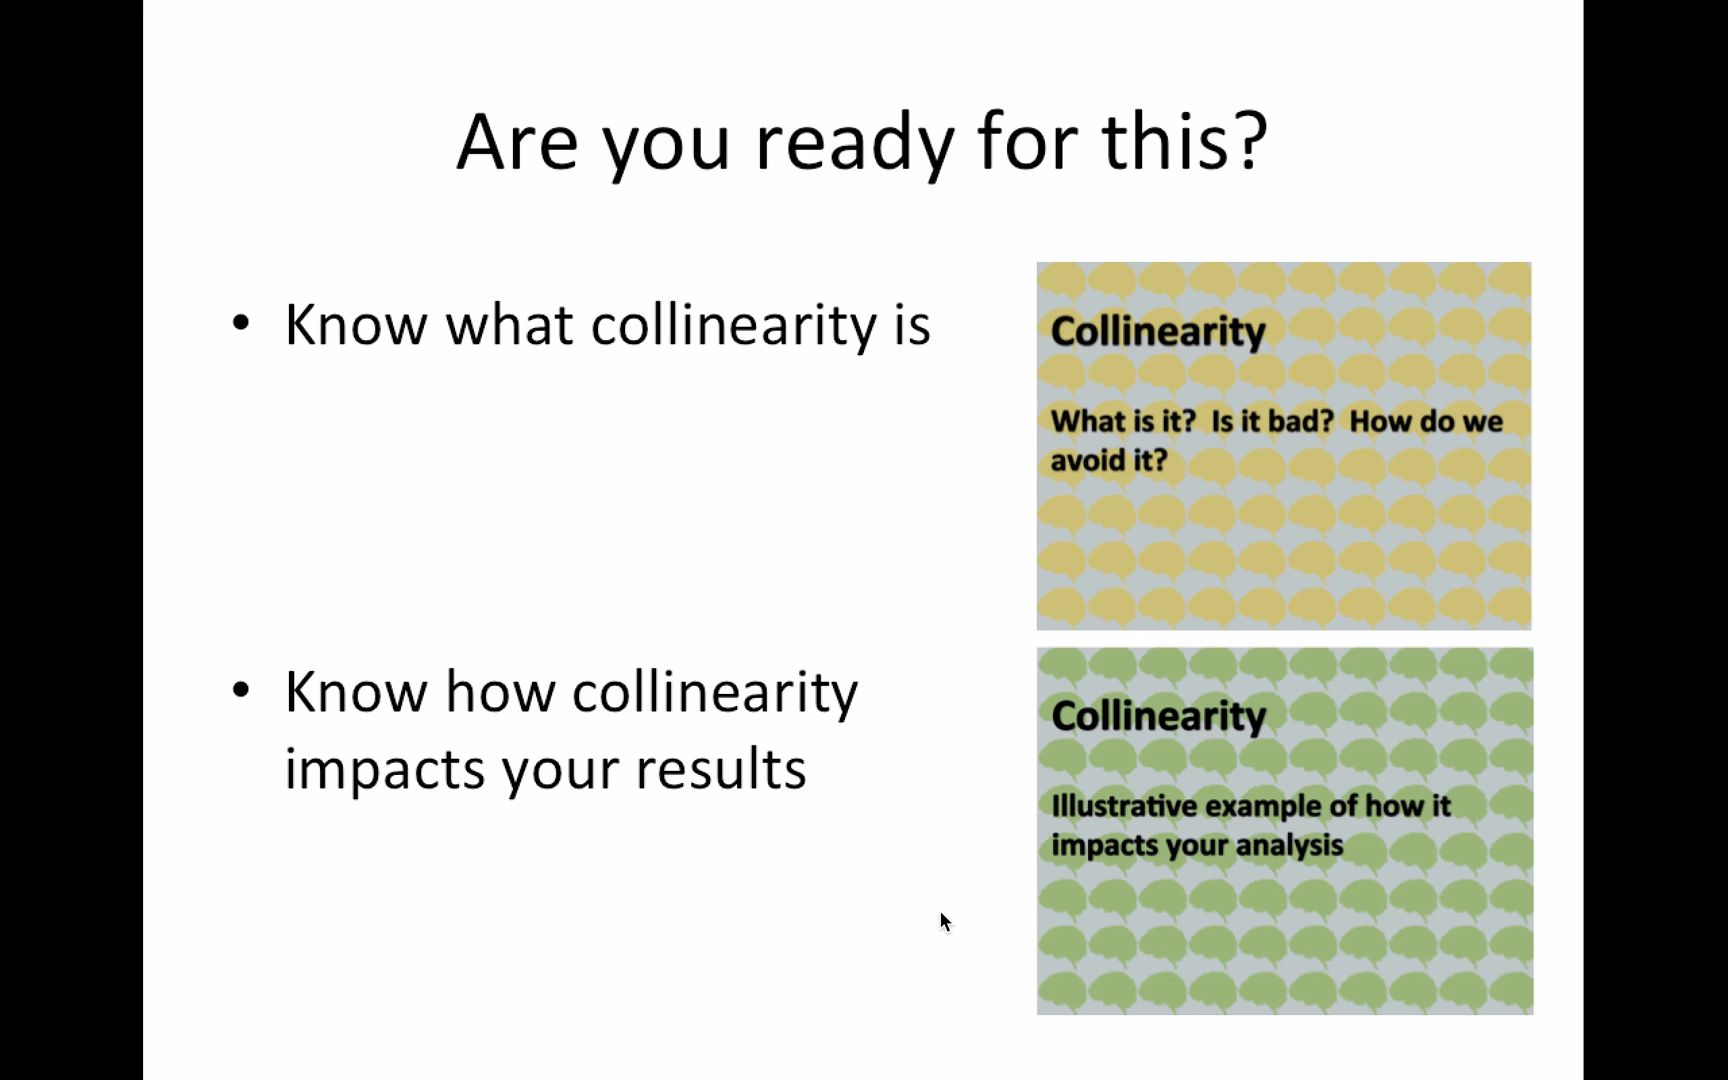 Are you ready for this?
• Know what collinearity is
Collinearity
What is it? Is it bad? How do we
avoid it?
• Know how collinearity
impacts your results
Collinearity
Illustrative example of how it
impacts your analysis